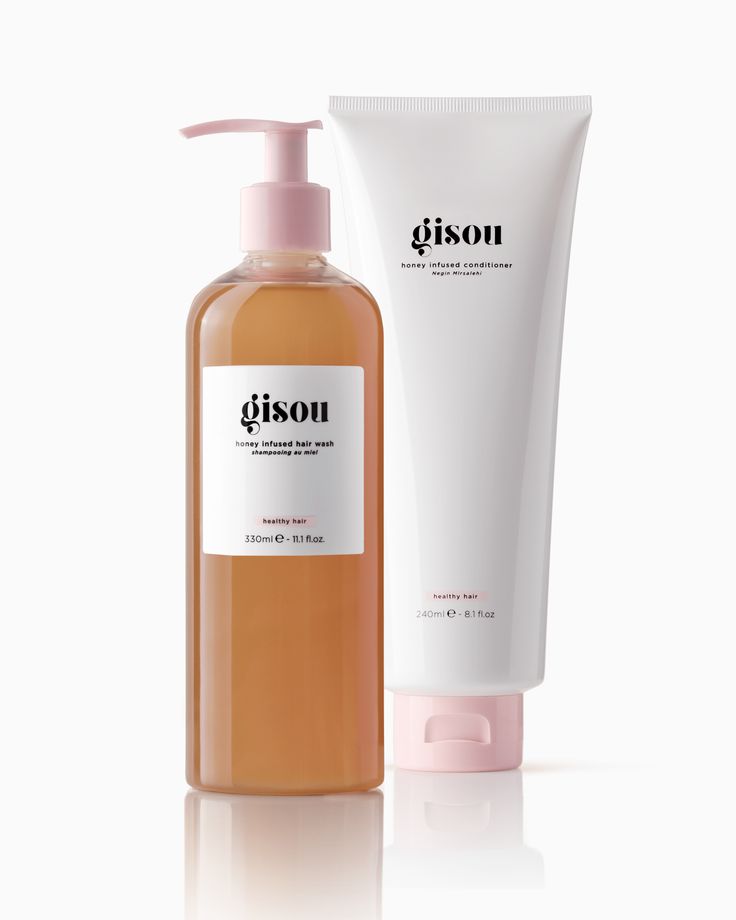 gisou
honey infused hair wash
shampooing au miel
healthy hair
330ml ℮ - 11.1 fl.oz.
gisou
honey infused conditioner
Negin Mirsalehi
healthy hair
240ml ℮ - 8.1 fl.oz